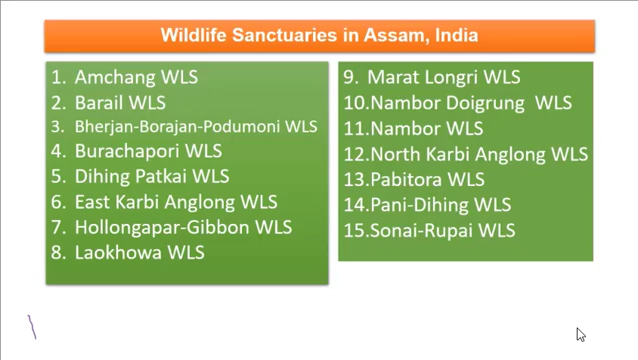 Wildlife Sanctuaries in Assam, India
1. Amchang WLS
2. Barail WLS
3. Bherjan-Borajan-Podumoni WLS
4. Burachapori WLS
5. Dihing Patkai WLS
6. East Karbi Anglong WLS
7. Hollongapar-Gibbon WLS
8. Laokhowa WLS
9. Marat Longri WLS
10.Nambor Doigrung WLS
11.Nambor WLS
12.North Karbi Anglong WLS
13.Pabitora WLS
14.Pani-Dihing WLS
15.Sonai-Rupai WLS